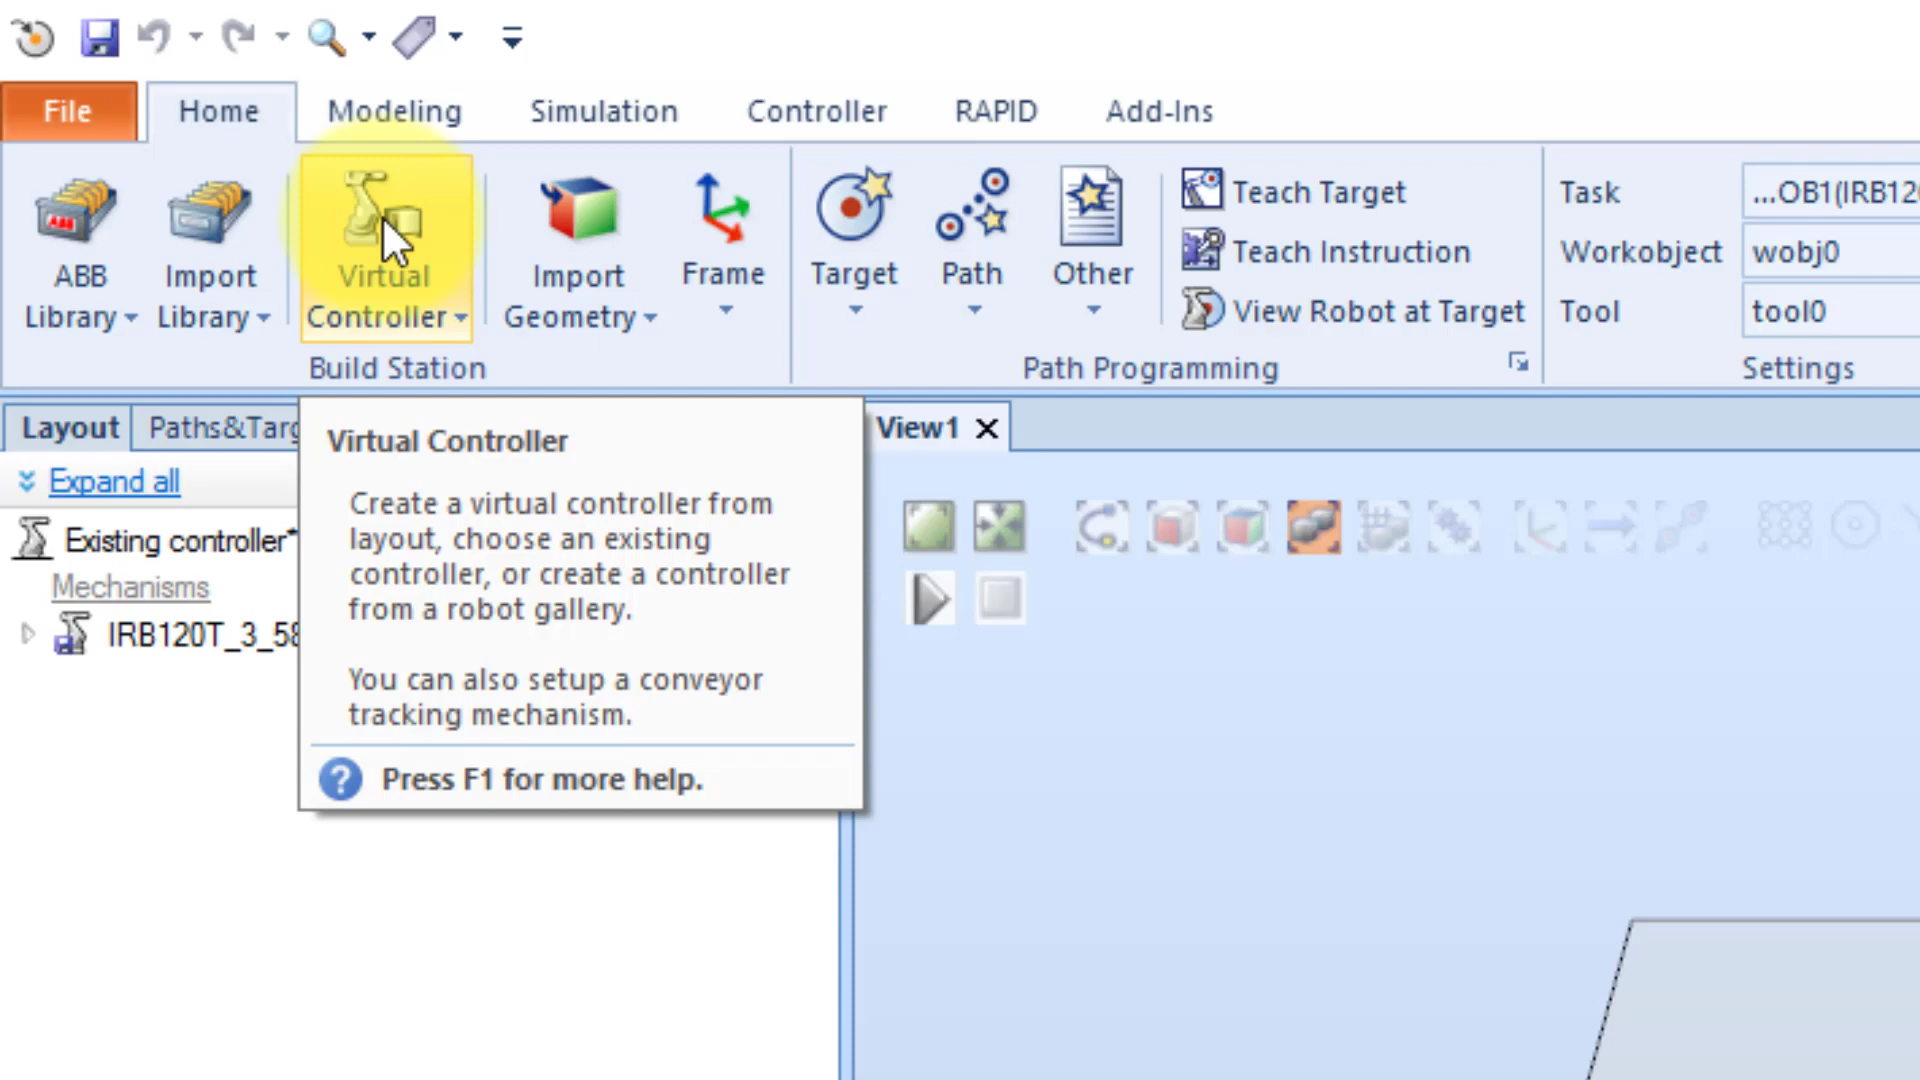 File Home Modeling Simulation Controller RAPID Add-Ins
ABB
Library
Import
Library
Virtual
Controller
Import
Geometry
Frame
Build Station
Target
Path
Other
Teach Target
Teach Instruction
View Robot at Target
Path Programming
Task ...OB1(IRB120
Workobject wobj0
Tool tool0
Settings
Layout Paths&Targ
Expand all
Existing controller*
Mechanisms
IRB120T_3_58
Virtual Controller
Create a virtual controller from
layout, choose an existing
controller, or create a controller
from a robot gallery.
You can also setup a conveyor
tracking mechanism.
Press F1 for more help.
View1